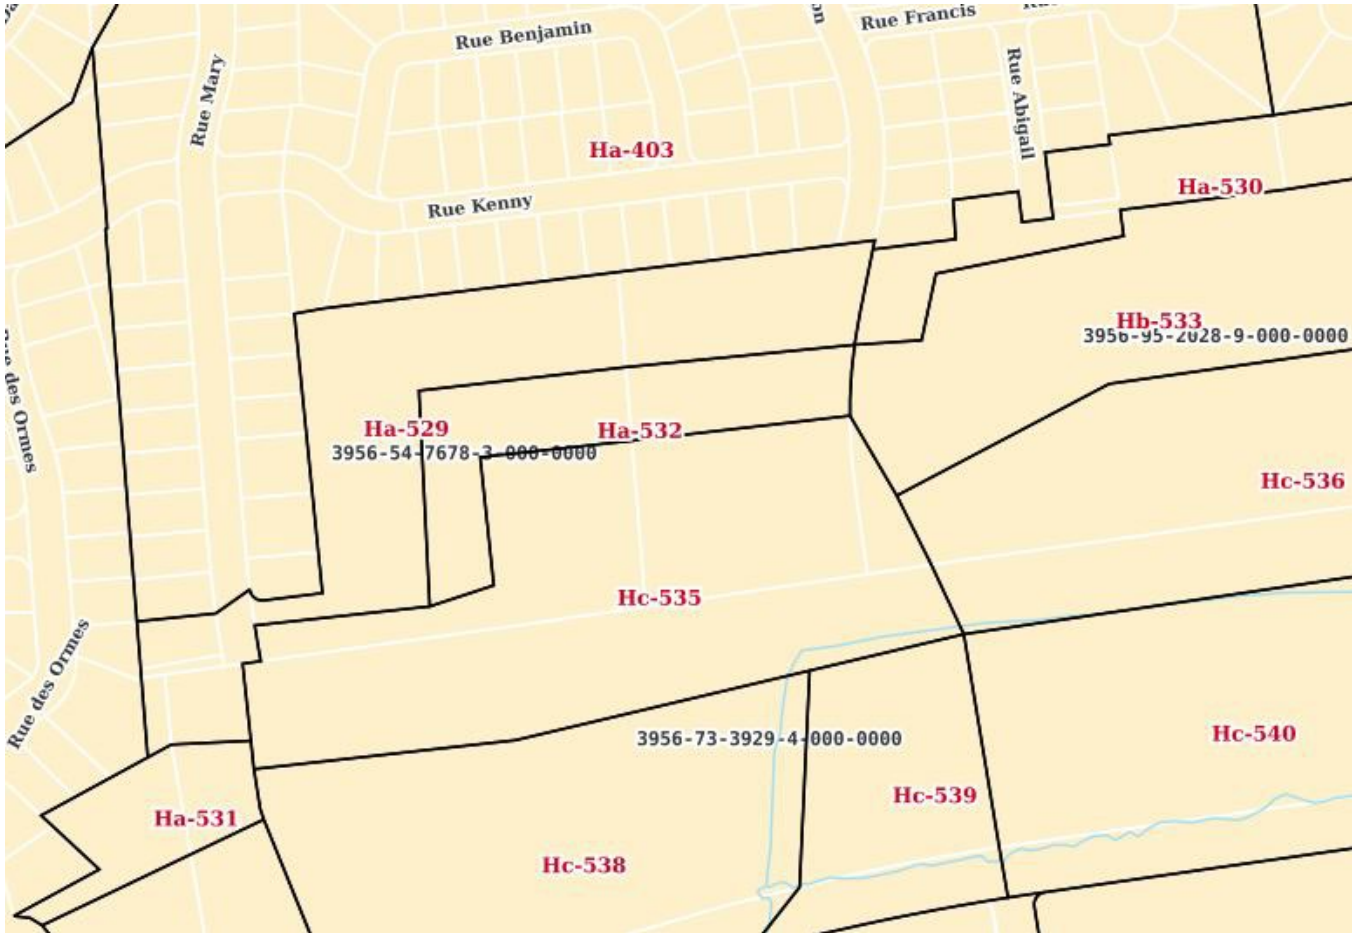 Rue Benjamin
Rue Francis
Rue Mary
Rue Abigail
Ha-403
Ha-530
Rue Kenny
Hb-533
3956-95-2028-9-000-0000
des Ormes
Ha-529
Ha-532
3956-54-7678-3-000-0000
Hc-536
Hc-535
Rue des Ormes
3956-73-3929-4-000-0000
Hc-540
Hc-539
Ha-531
Hc-538